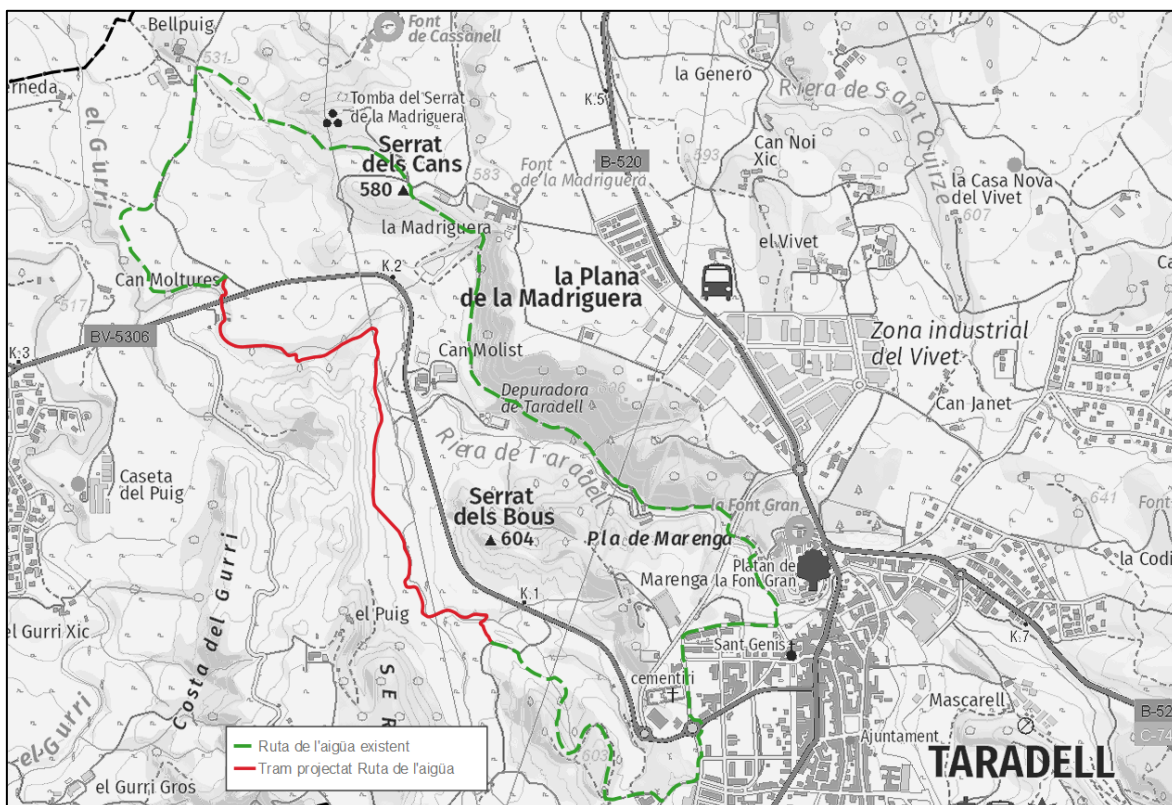 Bellpuig
531
Font
de Cassanell
la Generó
K.5
Riera de Sant Quirze
el Gurri
Tomba del Serrat
de la Madriguera
Serrat
dels Cans
580
583
Font
de la Madriguera
B-520
593
Can Noi
Xic
la Casa Nova
del Vivet
607
la Madriguera
el Vivet
Can Moltures
K.2
la Plana
de la Madriguera
517
BV-5306
K.3
Can Molist
Zona industrial
del Vivet
Depuradora
de Taradell
Can Janet
Riera de Taradell
Caseta
del Puig
Serrat
dels Bous
604
la Font Gran
641
Pla de Marenga
Platan de
la Font Gran
Marenga
la Codi
K.1
el Puig
el Gurri Xic
Costa del Gurri
Sant Genís
K.7
cementiri
Mascarell
B-52
C-74
el Gurri
603
Ajuntament
TARADELL
el Gurri Gros
S E R
Ruta de l'aigüa existent
Tram projectat Ruta de l'aigüa